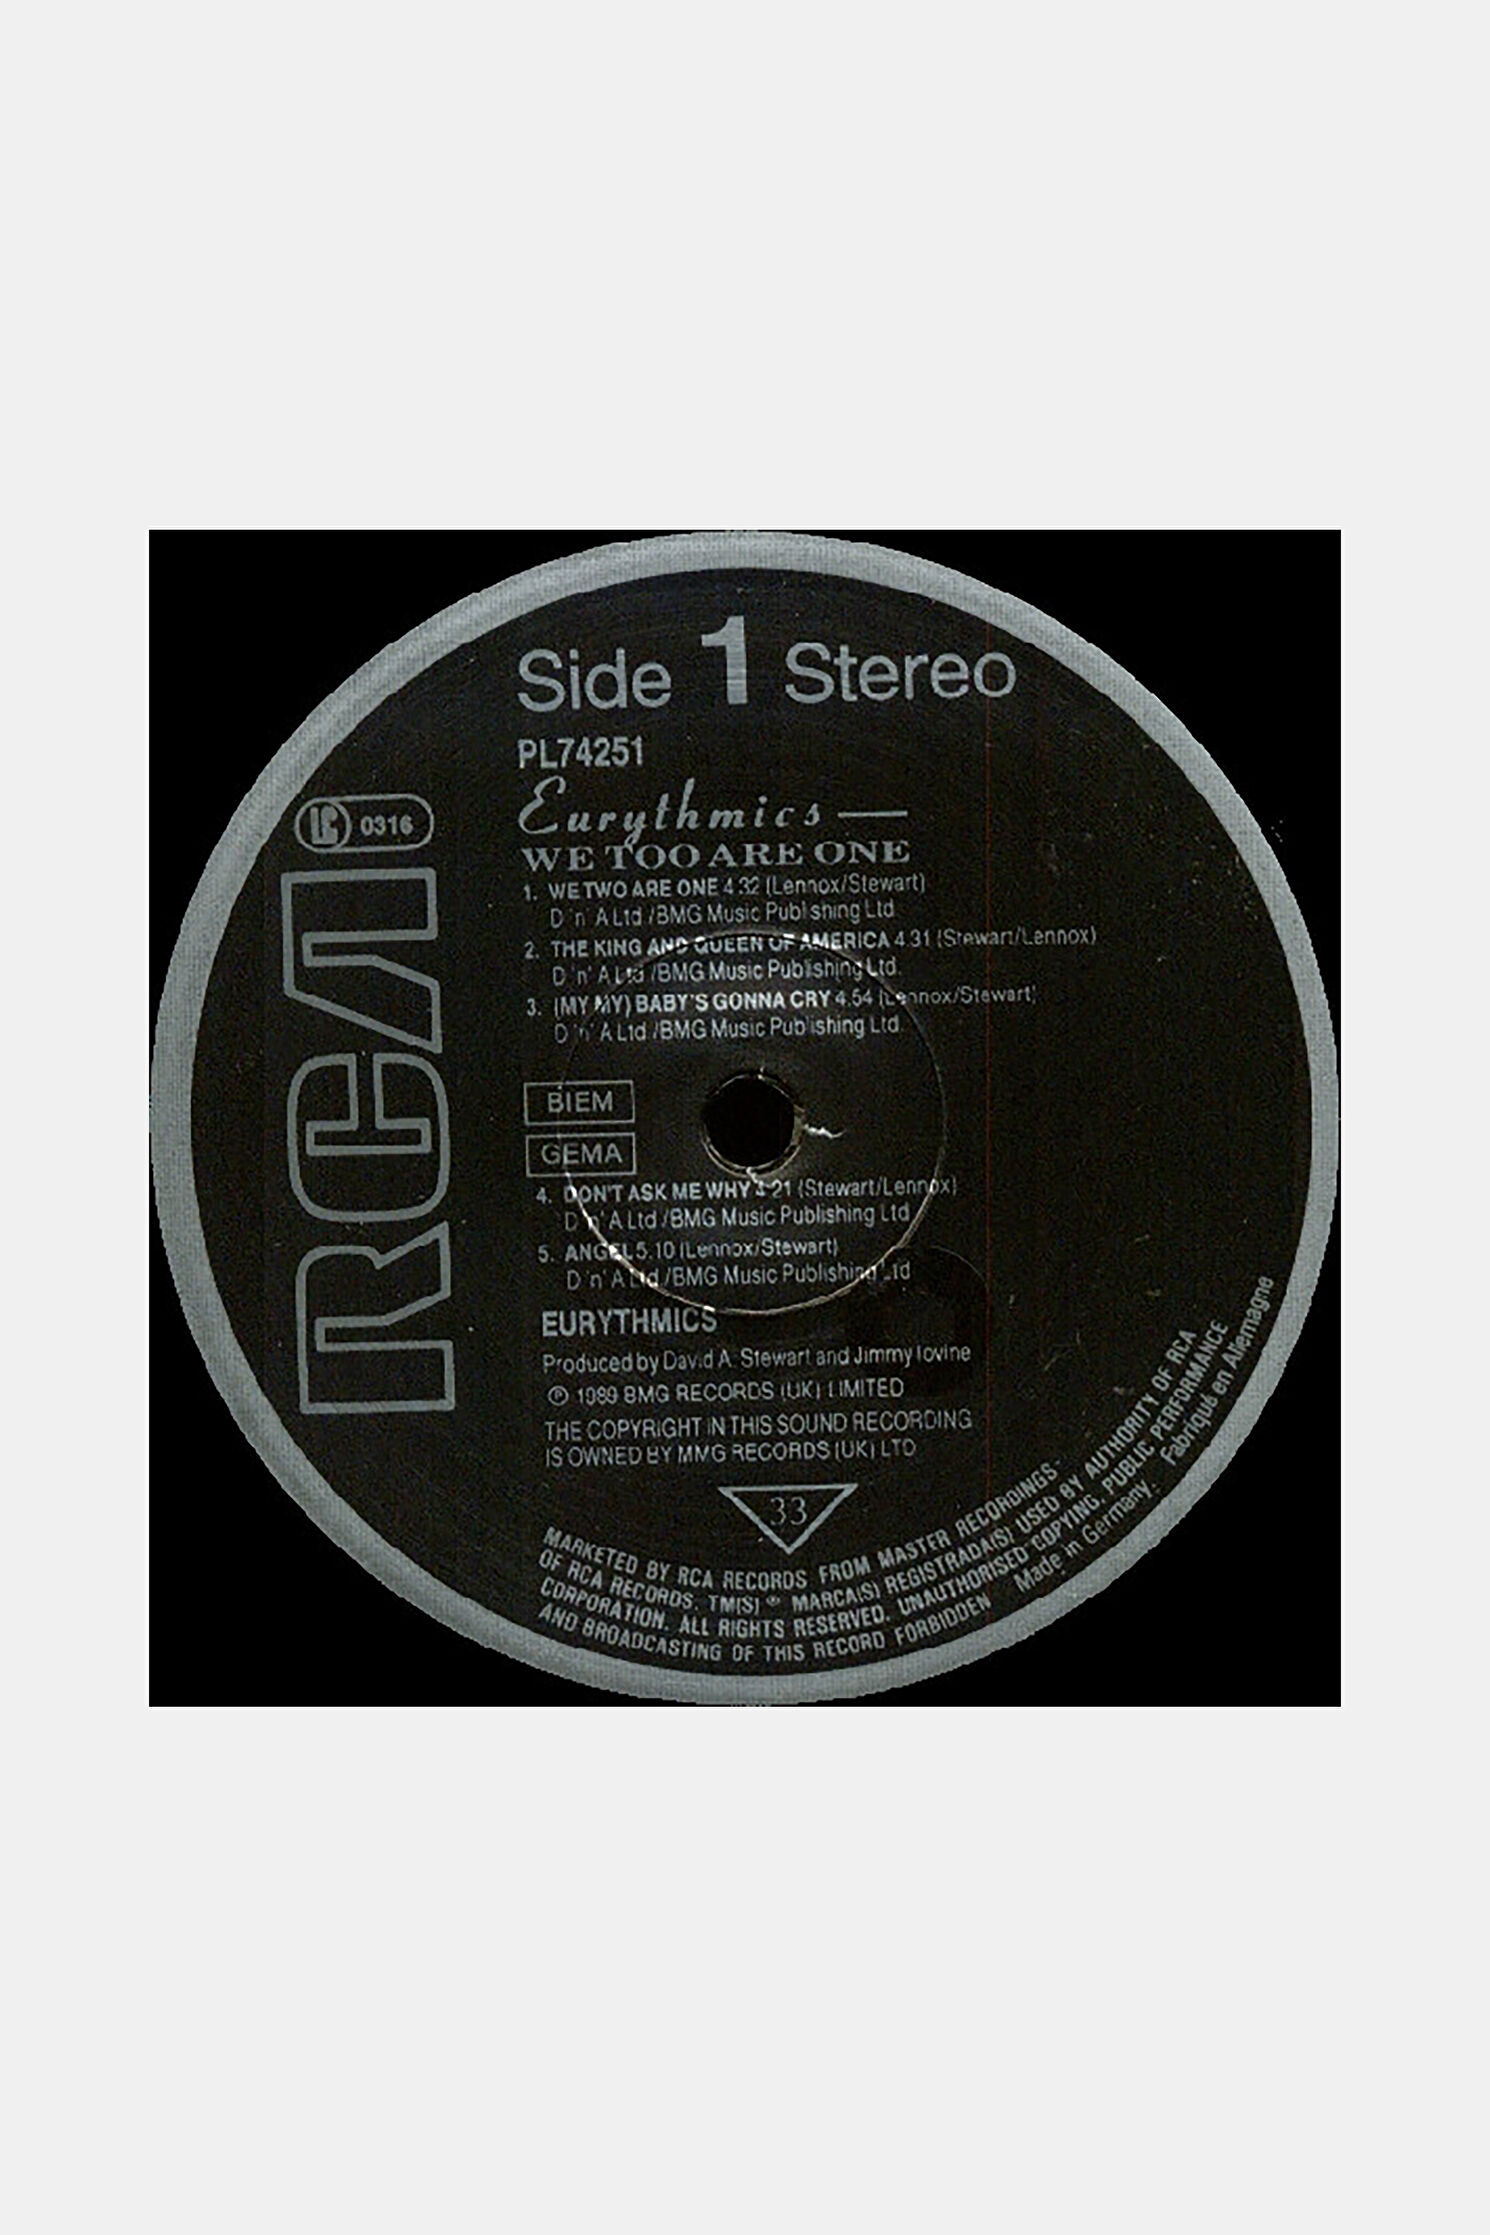 Side 1 Stereo
PL74251
Eurythmics —
WE TOO ARE ONE
LC 0316
RCA
1. WE TWO ARE ONE 4.32 (Lennox/Stewart)
D 'n' A Ltd /BMG Music Publishing Ltd
2. THE KING AND QUEEN OF AMERICA 4.31 (Stewart/Lennox)
D 'n' A Ltd /BMG Music Publishing Ltd.
3. (MY MY) BABY'S GONNA CRY 4.54 (Lennox/Stewart)
D 'n' A Ltd /BMG Music Publishing Ltd
BIEM
GEMA
4. DON'T ASK ME WHY 4.21 (Stewart/Lennox)
D 'n' A Ltd /BMG Music Publishing Ltd
5. ANGEL 5.10 (Lennox/Stewart)
D 'n' A Ltd /BMG Music Publishing Ltd
EURYTHMICS
Produced by David A. Stewart and Jimmy Iovine
℗ 1989 BMG RECORDS (UK) LIMITED
THE COPYRIGHT IN THIS SOUND RECORDING
IS OWNED BY MMG RECORDS (UK) LTD
33
MARKETED BY RCA RECORDS FROM MASTER RECORDINGS-
OF RCA RECORDS. TM(S) ® MARCA(S) REGISTRADA(S) USED BY AUTHORITY OF RCA
CORPORATION. ALL RIGHTS RESERVED. UNAUTHORISED COPYING, PUBLIC PERFORMANCE
AND BROADCASTING OF THIS RECORD FORBIDDEN Made in Germany. Fabriqué en Allemagne